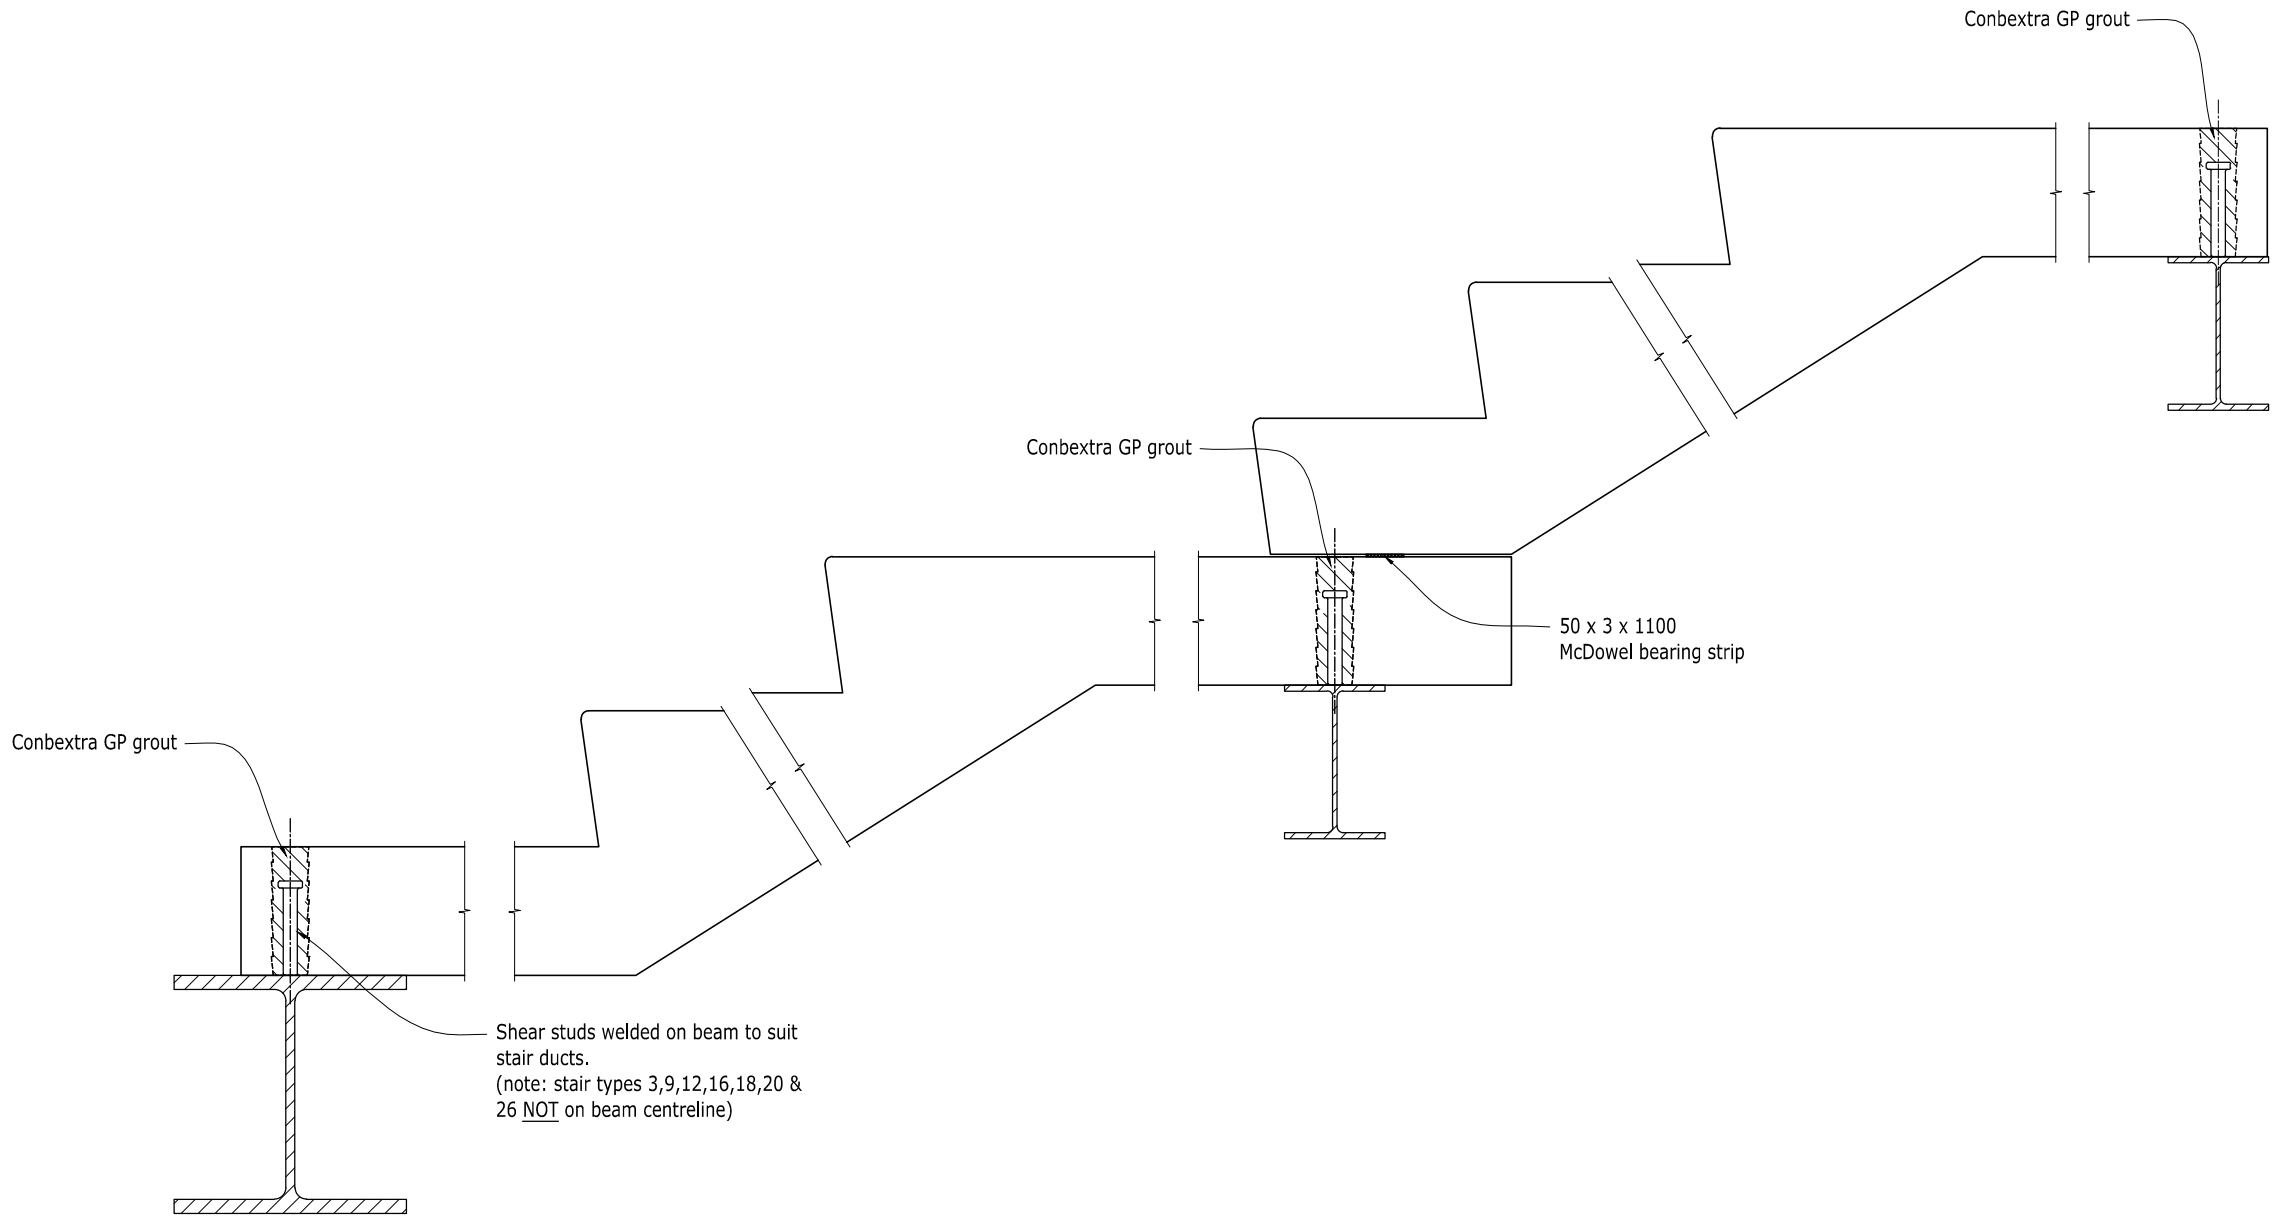 Conbextra GP grout
Conbextra GP grout
50 x 3 x 1100
McDowel bearing strip
Conbextra GP grout
Shear studs welded on beam to suit
stair ducts.
(note: stair types 3,9,12,16,18,20 &
26 NOT on beam centreline)